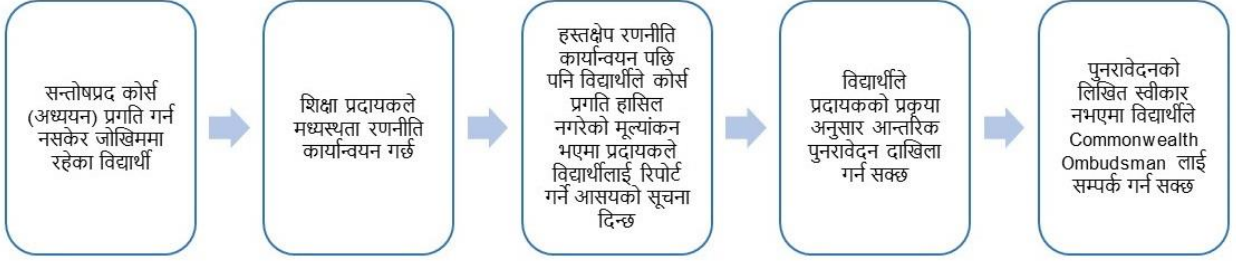 सन्तोषप्रद कोर्स
(अध्ययन) प्रगति गर्न
नसकेर जोखिममा
रहेका विद्यार्थी
शिक्षा प्रदायकले
मध्यस्थता रणनीति
कार्यान्वयन गर्छ
हस्तक्षेप रणनीति
कार्यान्वयन पछि
पनि विद्यार्थीले कोर्स
प्रगति हासिल
नगरेको मूल्यांकन
भएमा प्रदायकले
विद्यार्थीलाई रिपोर्ट
गर्ने आसयको सूचना
दिन्छ
विद्यार्थीले
प्रदायकको प्रकृया
अनुसार आन्तरिक
पुनरावेदन दाखिला
गर्न सक्छ
पुनरावेदनको
लिखित स्वीकार
नभएमा विद्यार्थीले
Commonwealth
Ombudsman लाई
सम्पर्क गर्न सक्छ